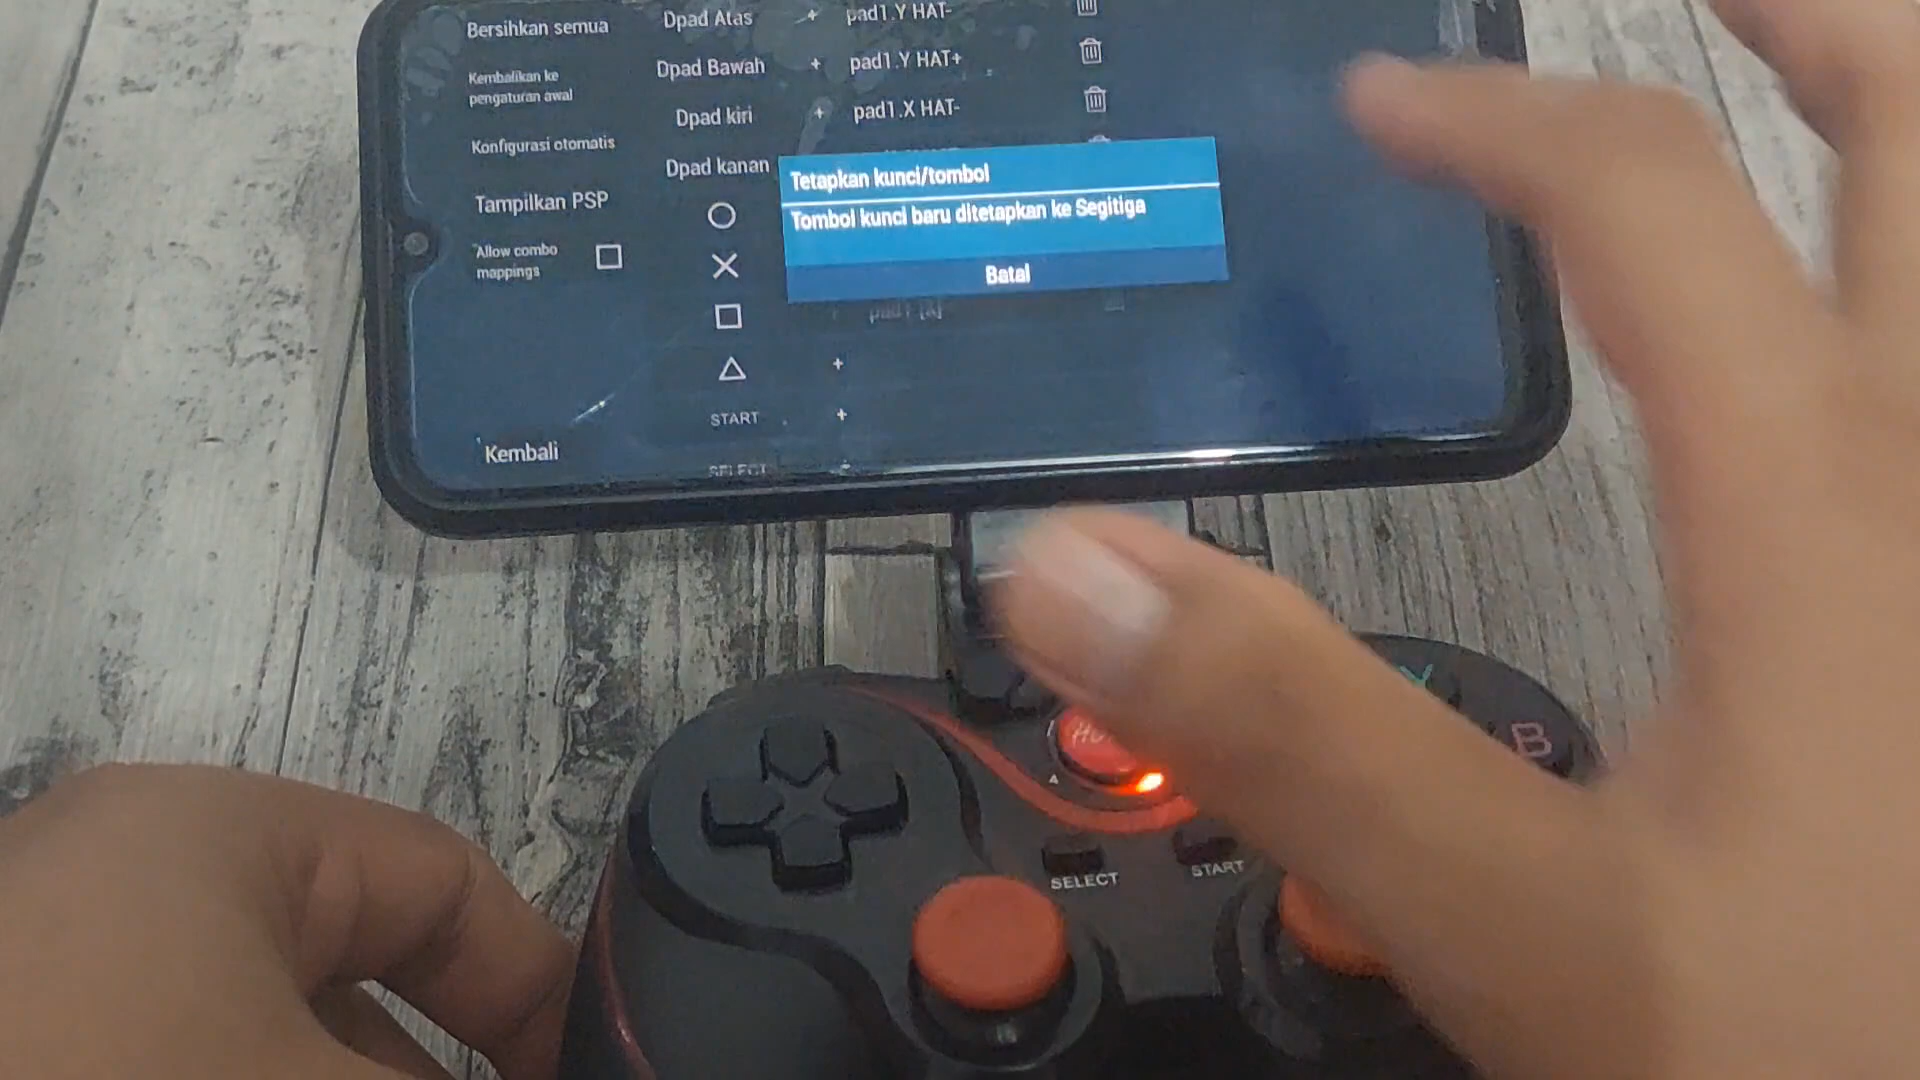 Bersihkan semua
Kembalikan ke
pengaturan awal
Konfigurasi otomatis
Tampilkan PSP
Allow combo
mappings
Kembali
Dpad Atas + pad1.Y HAT-
Dpad Bawah + pad1.Y HAT+
Dpad kiri + pad1.X HAT-
Dpad kanan
+
START +
SELECT
Tetapkan kunci/tombol
Tombol kunci baru ditetapkan ke Segitiga
Batal
Y
B
SELECT
START